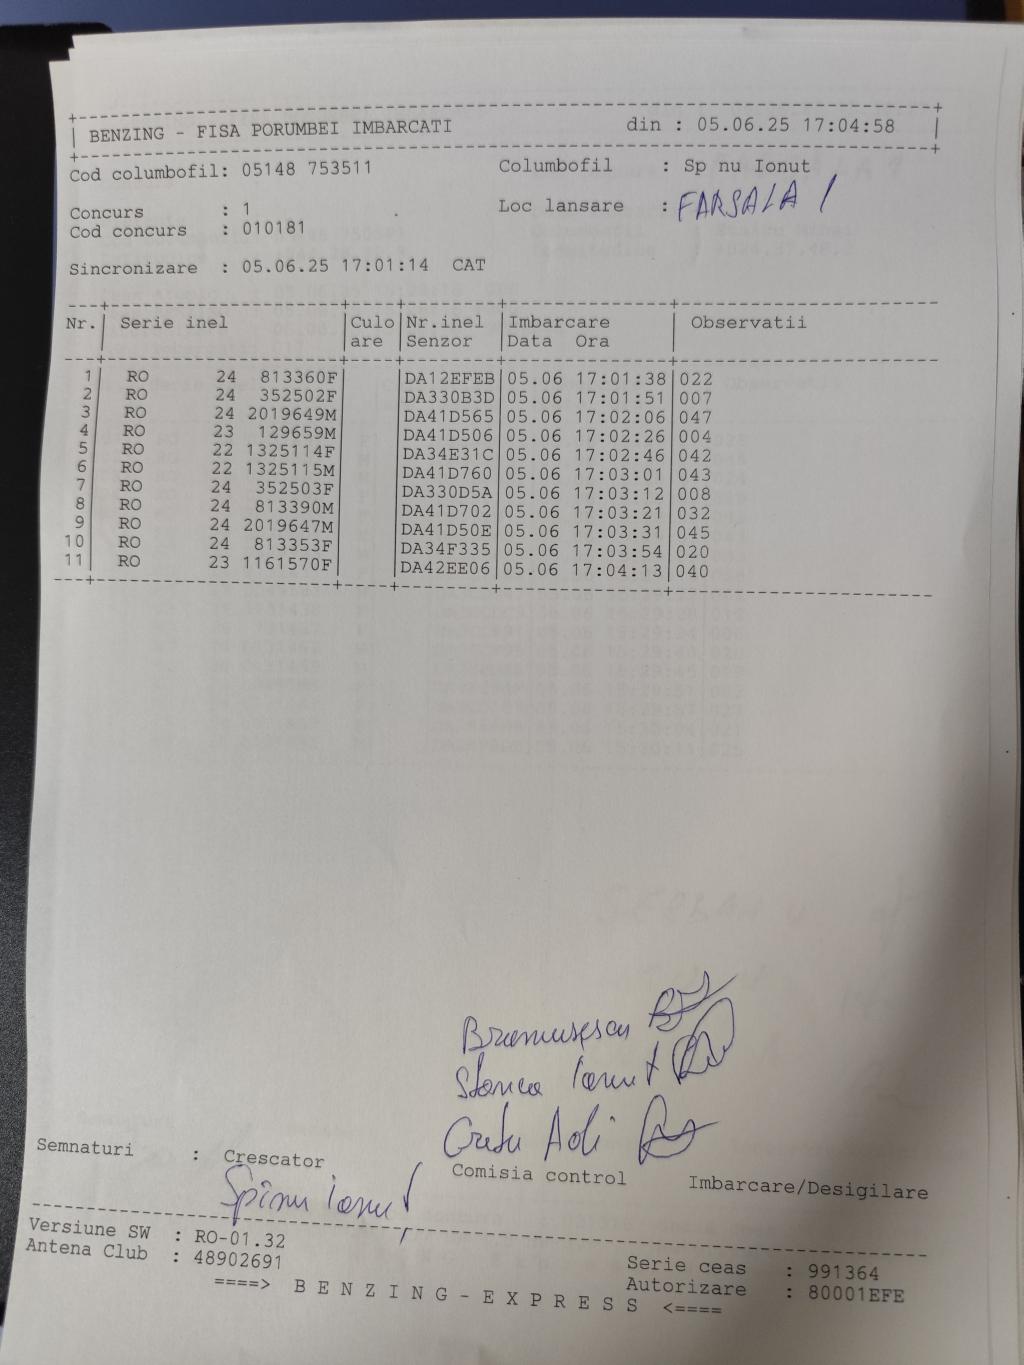 BENZING - FISA PORUMBEI IMBARCATI din : 05.06.25 17:04:58
Cod columbofil: 05148 753511 Columbofil : Sp nu Ionut
Concurs : 1 Loc lansare : FARSALA 1
Cod concurs : 010181
Sincronizare : 05.06.25 17:01:14 CAT
Nr. Serie inel Culo Nr.inel Imbarcare Observatii
are Senzor Data Ora
1 RO 24 813360F DA12EFEB 05.06 17:01:38 022
2 RO 24 352502F DA330B3D 05.06 17:01:51 007
3 RO 24 2019649M DA41D565 05.06 17:02:06 047
4 RO 23 129659M DA41D506 05.06 17:02:26 004
5 RO 22 1325114F DA34E31C 05.06 17:02:46 042
6 RO 22 1325115M DA41D760 05.06 17:03:01 043
7 RO 24 352503F DA330D5A 05.06 17:03:12 008
8 RO 24 813390M DA41D702 05.06 17:03:21 032
9 RO 24 2019647M DA41D50E 05.06 17:03:31 045
10 RO 24 813353F DA34F335 05.06 17:03:54 020
11 RO 23 1161570F DA42EE06 05.06 17:04:13 040
Stanca Ionut
Cretu Adi
Semnaturi : Crescator Comisia control Imbarcare/Desigilare
Spinu Ionut
Versiune SW : RO-01.32 Serie ceas : 991364
Antena Club : 48902691 Autorizare : 80001EFE
====> B E N Z I N G - E X P R E S S <====